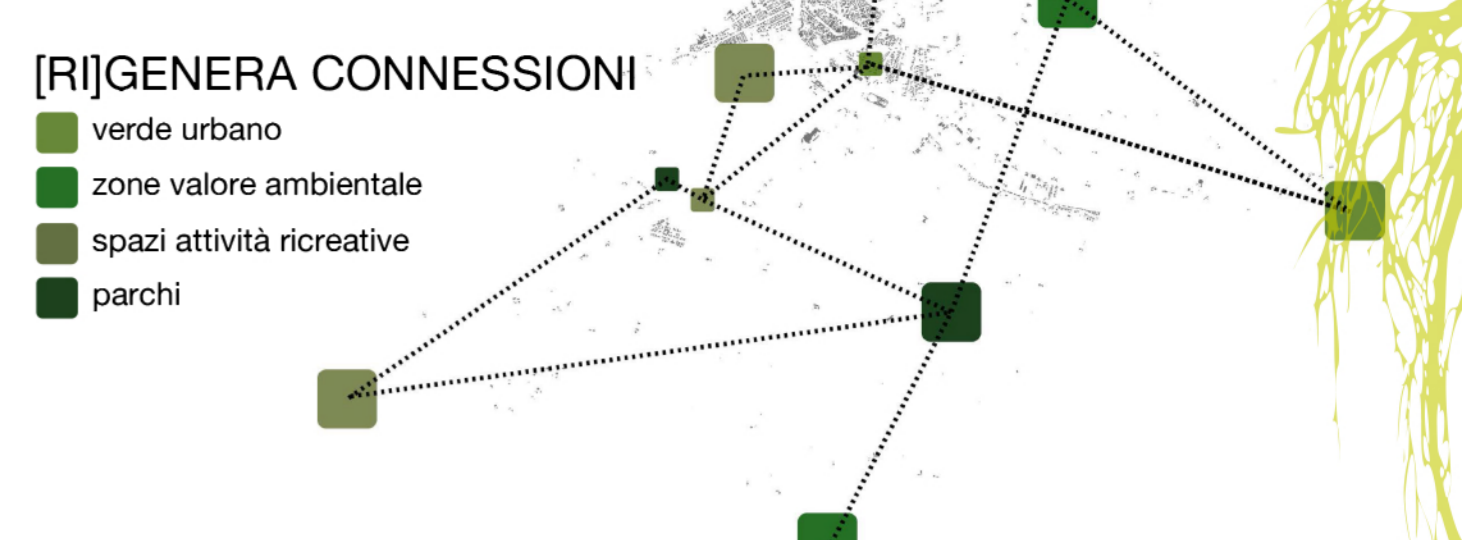 [RI]GENERA CONNESSIONI
verde urbano
zone valore ambientale
spazi attività ricreative
parchi